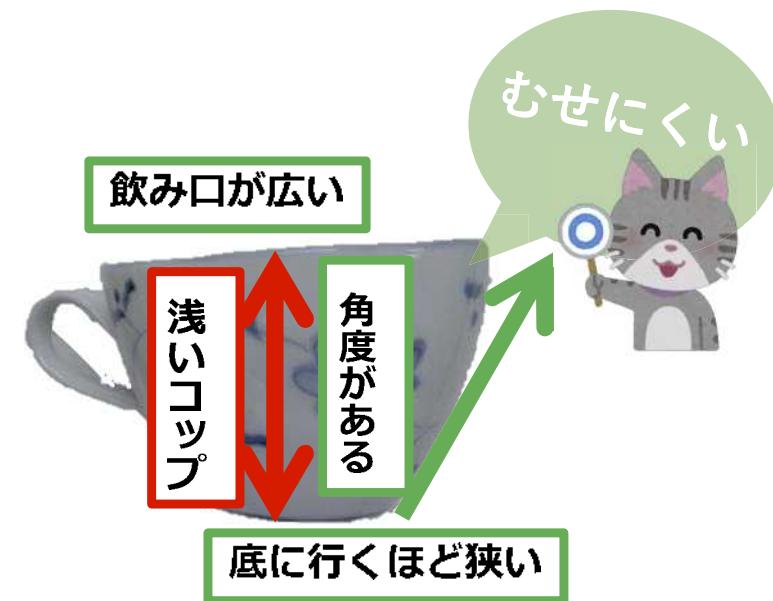 むせにくい
飲み口が広い
浅いコップ
角度がある
底に行くほど狭い